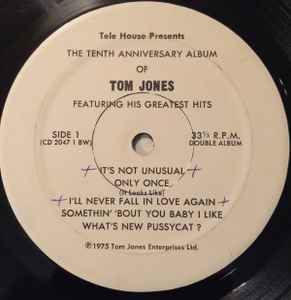 Tele House Presents
THE TENTH ANNIVERSARY ALBUM
OF
TOM JONES
FEATURING HIS GREATEST HITS
SIDE 1
(CD 2047 1 BW)
33⅓ R.P.M.
DOUBLE ALBUM
IT'S NOT UNUSUAL
ONLY ONCE
(It Looks Like)
I'LL NEVER FALL IN LOVE AGAIN
SOMETHIN' 'BOUT YOU BABY I LIKE
WHAT'S NEW PUSSYCAT ?
℗1975 Tom Jones Enterprises Ltd.